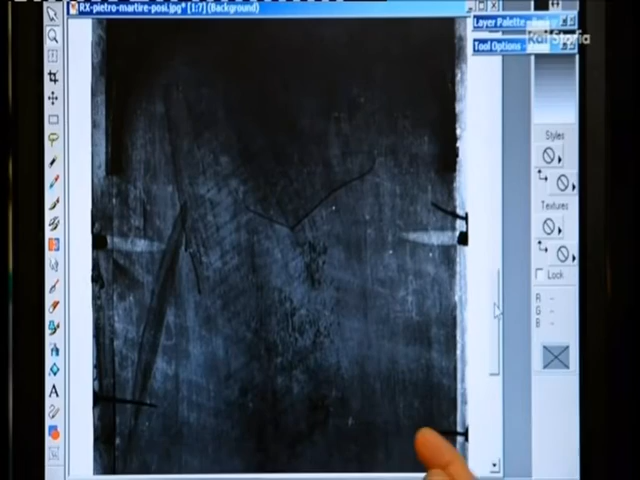 RX-pietro-martire-posi.jpg* [1:7] (Background)
Layer Palette -
Tool Options -
Rai Storia
Styles
Textures
Lock
R -
G -
B -
A